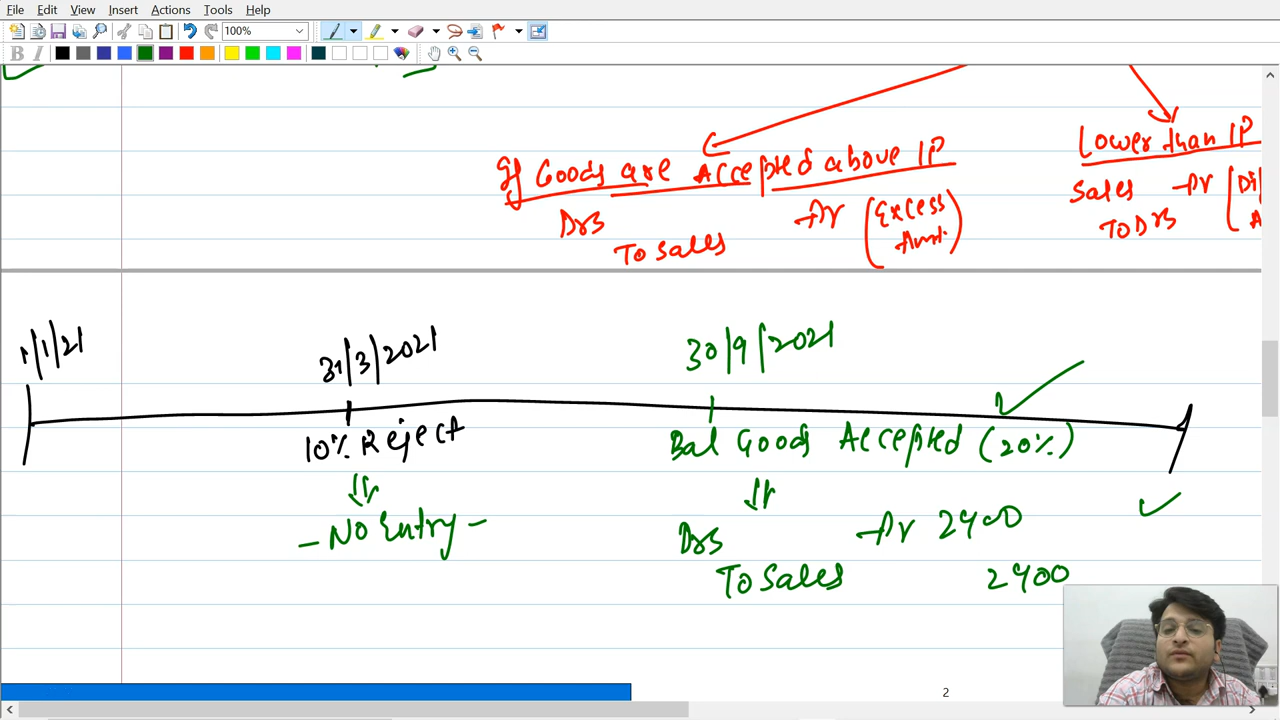 File Edit View Insert Actions Tools Help
100%
B I
If Goods are Accepted above IP
Drs -Dr (Excess Amt.)
To Sales
Lower than IP
Sales -Dr
To Drs
1/1/21
31/3/2021
30/9/2021
10% Reject
Bal Goods Accepted (20%)
- No Entry -
Drs -Dr 2400
To Sales 2400
2